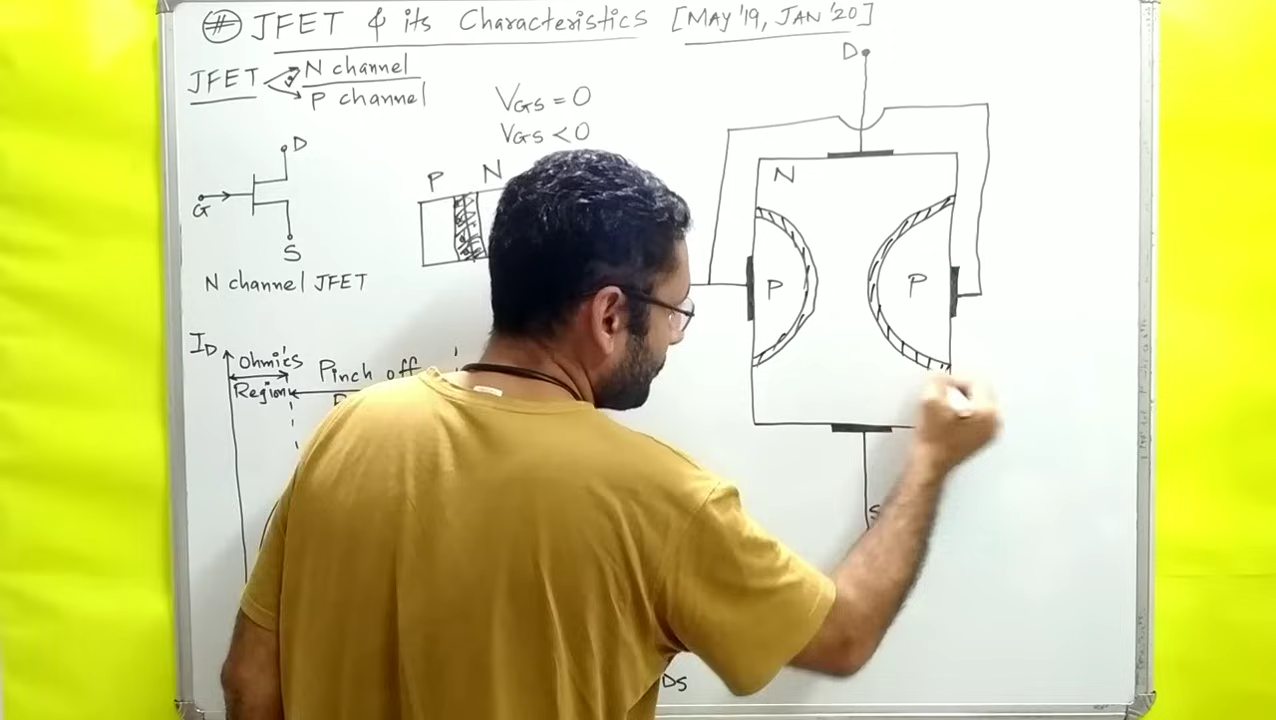 # JFET & its Characteristics [MAY '19, JAN '20]
JFET
N channel
P channel
VGS = 0
VGS < 0
D
G
S
N channel JFET
P N
ID
Ohmics
Region
Pinch off
D
N
P
P
S
DS